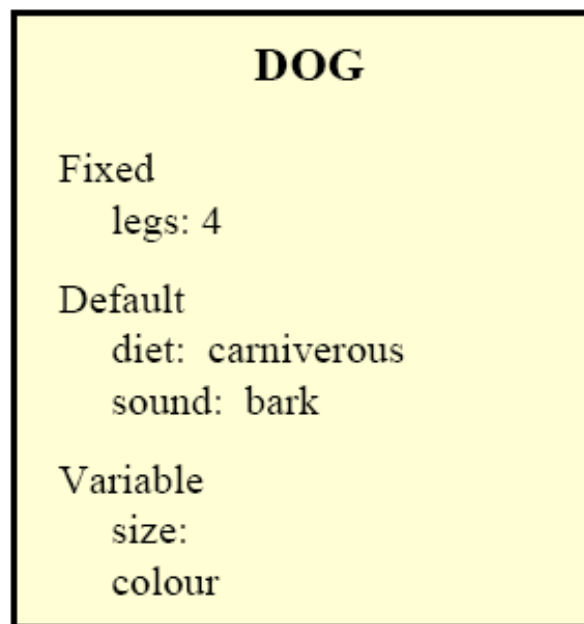 DOG
Fixed
legs: 4
Default
diet: carniverous
sound: bark
Variable
size:
colour